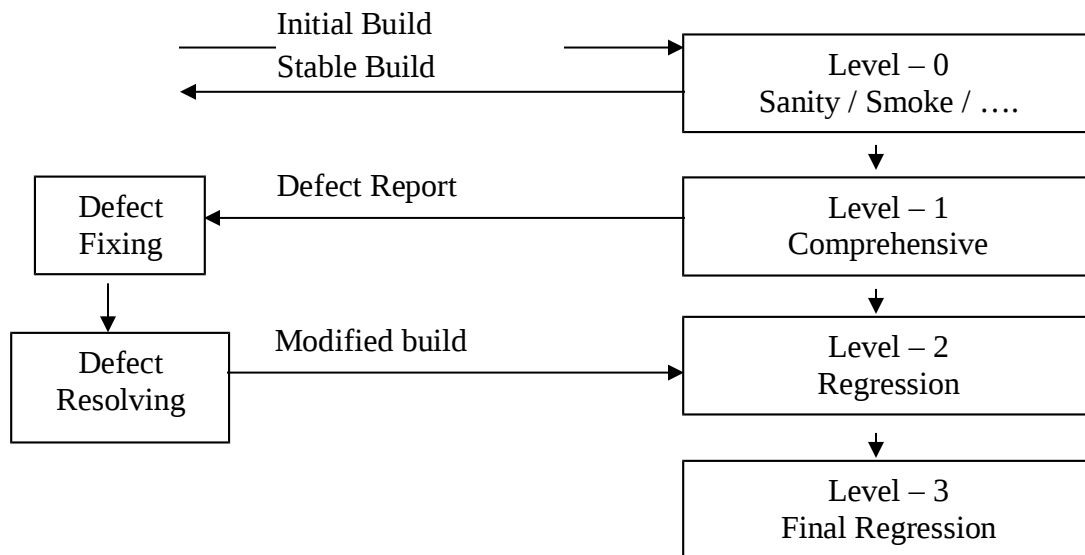 Initial Build
Stable Build
Level – 0
Sanity / Smoke / ….
Defect Report
Defect
Fixing
Level – 1
Comprehensive
Modified build
Defect
Resolving
Level – 2
Regression
Level – 3
Final Regression